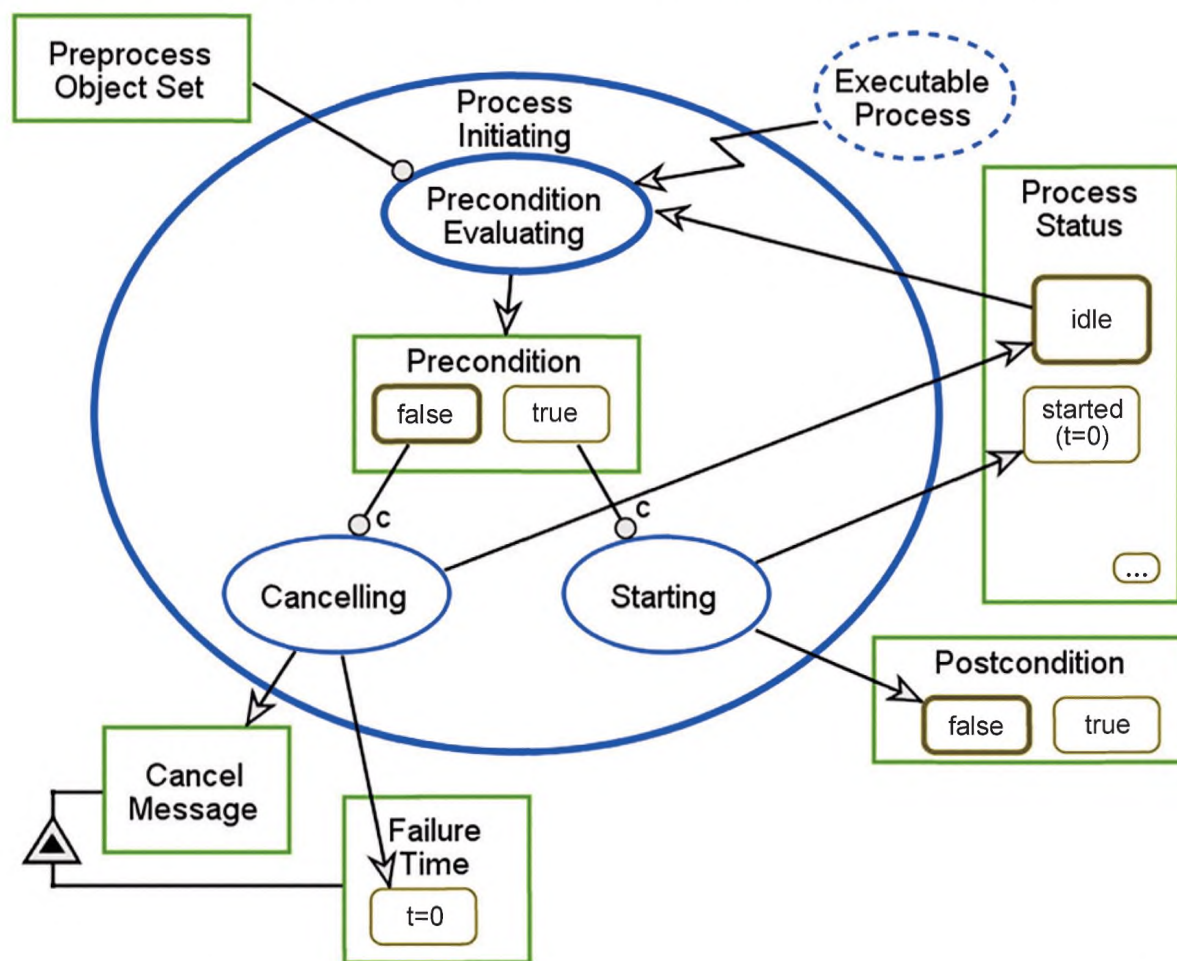 Preprocess
Object Set
Process
Initiating
Executable
Process
Precondition
Evaluating
Process
Status
idle
started
(t=0)
...
Precondition
false
true
c
c
Cancelling
Starting
Postcondition
false
true
Cancel
Message
Failure
Time
t=0